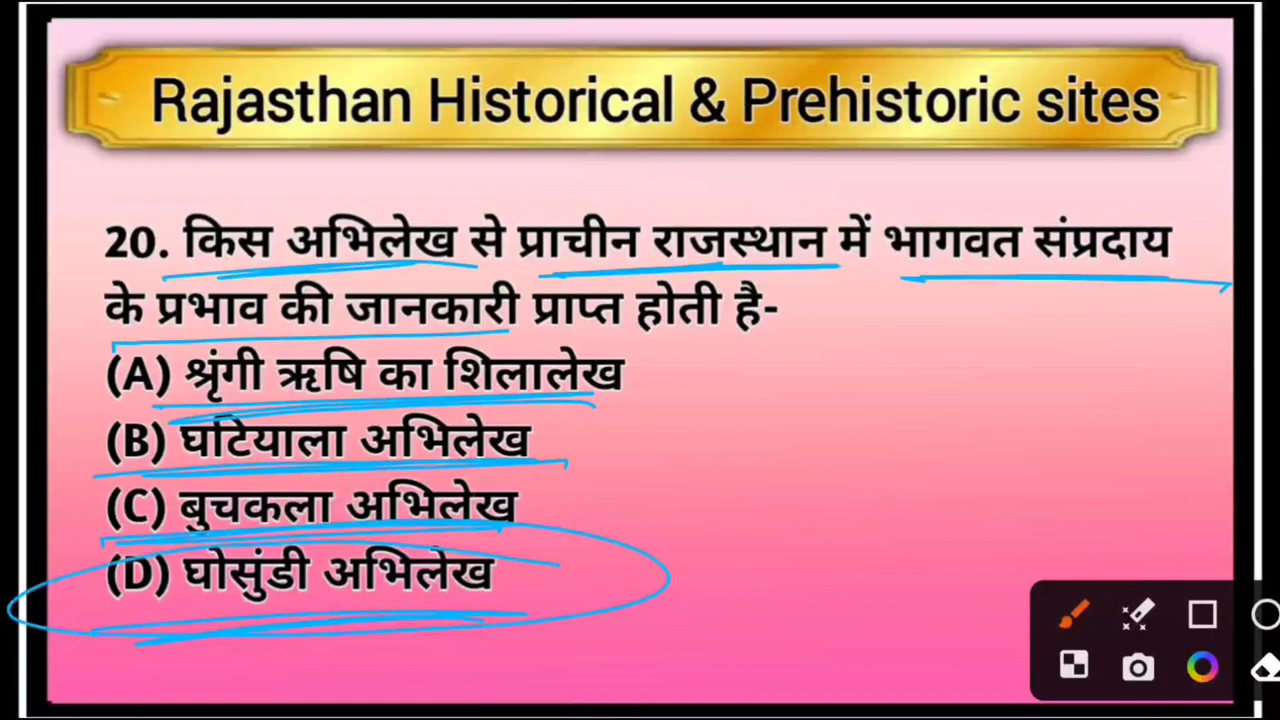 Rajasthan Historical & Prehistoric sites
20. किस अभिलेख से प्राचीन राजस्थान में भागवत संप्रदाय
के प्रभाव की जानकारी प्राप्त होती है-
(A) श्रृंगी ऋषि का शिलालेख
(B) घटियाला अभिलेख
(C) बुचकला अभिलेख
(D) घोसुंडी अभिलेख